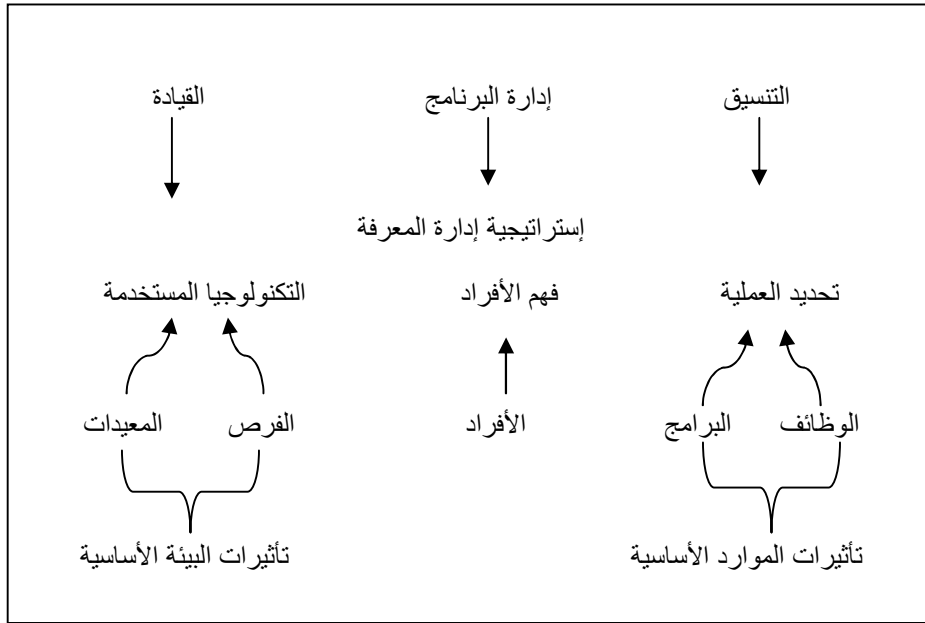 التنسيق إدارة البرنامج القيادة
إستراتيجية إدارة المعرفة
تحديد العملية فهم الأفراد التكنولوجيا المستخدمة
الوظائف البرامج الأفراد الفرص المعيدات
تأثيرات الموارد الأساسية تأثيرات البيئة الأساسية